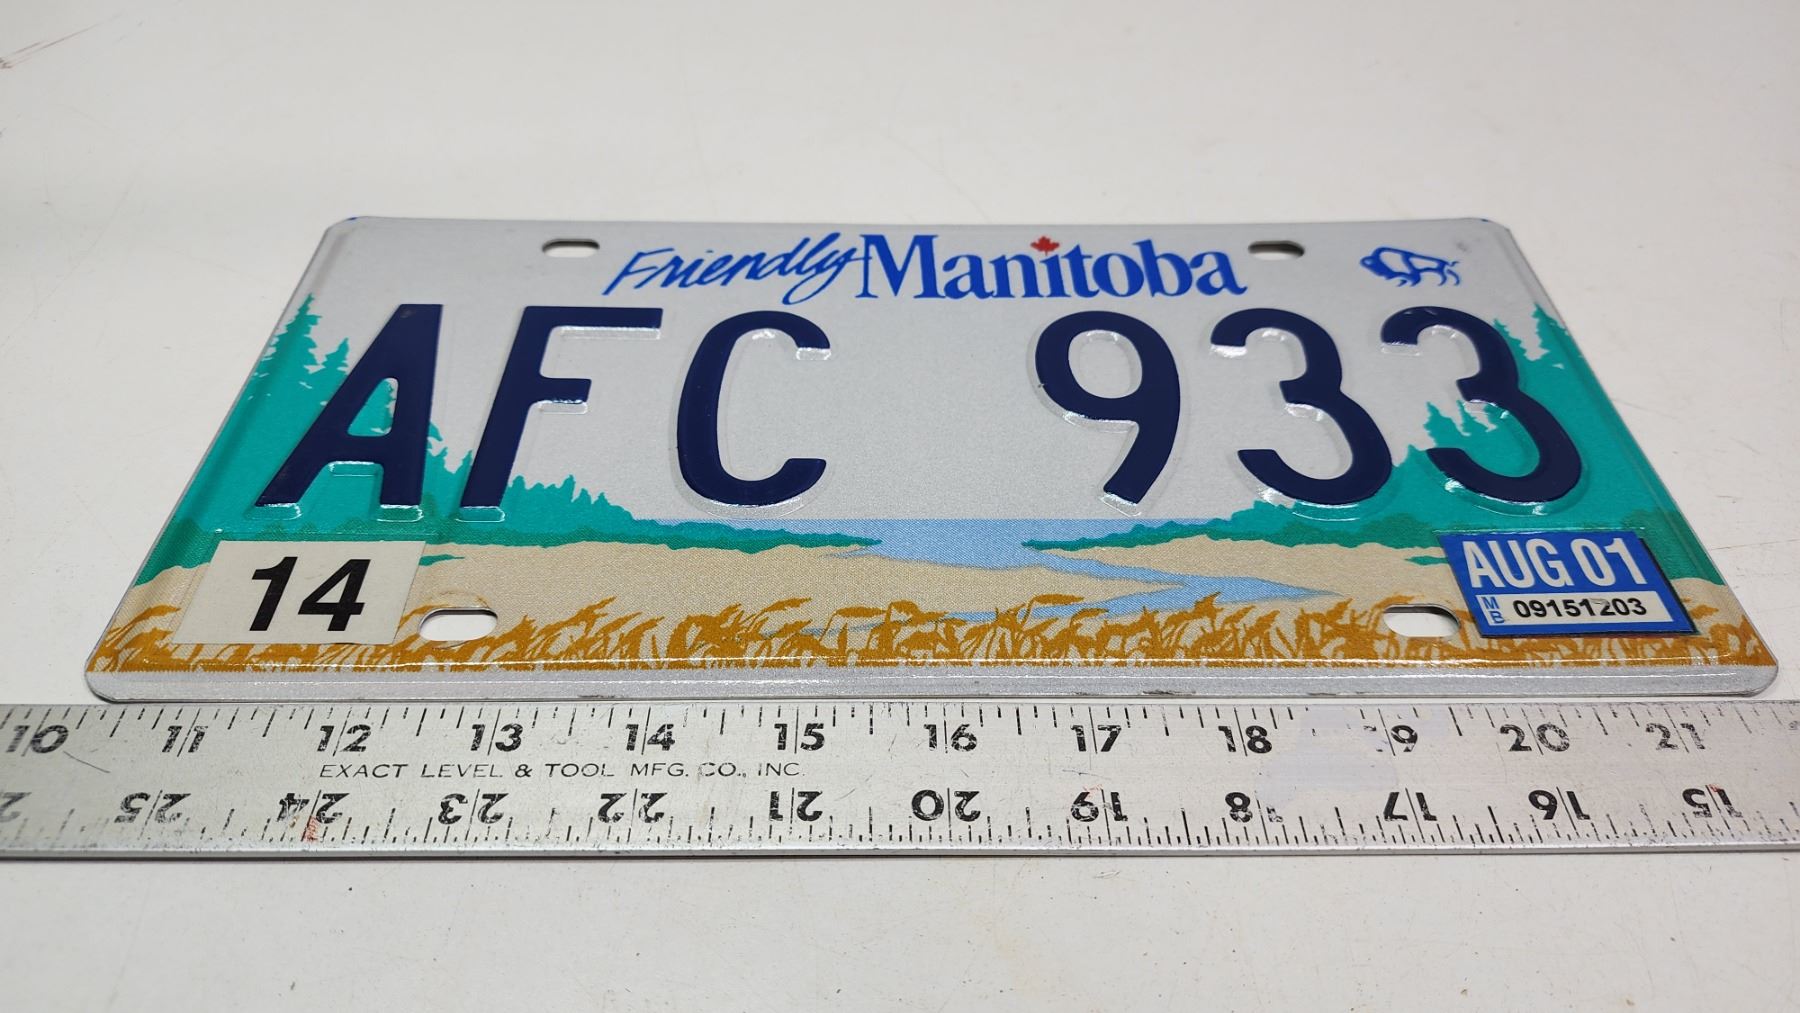 Friendly Manitoba
AFC 933
14
AUG 01
MB 09151203
10 11 12 13 14 15 16 17 18 19 20 21
EXACT LEVEL & TOOL MFG. CO., INC.
25 24 23 22 21 20 19 18 17 16 15